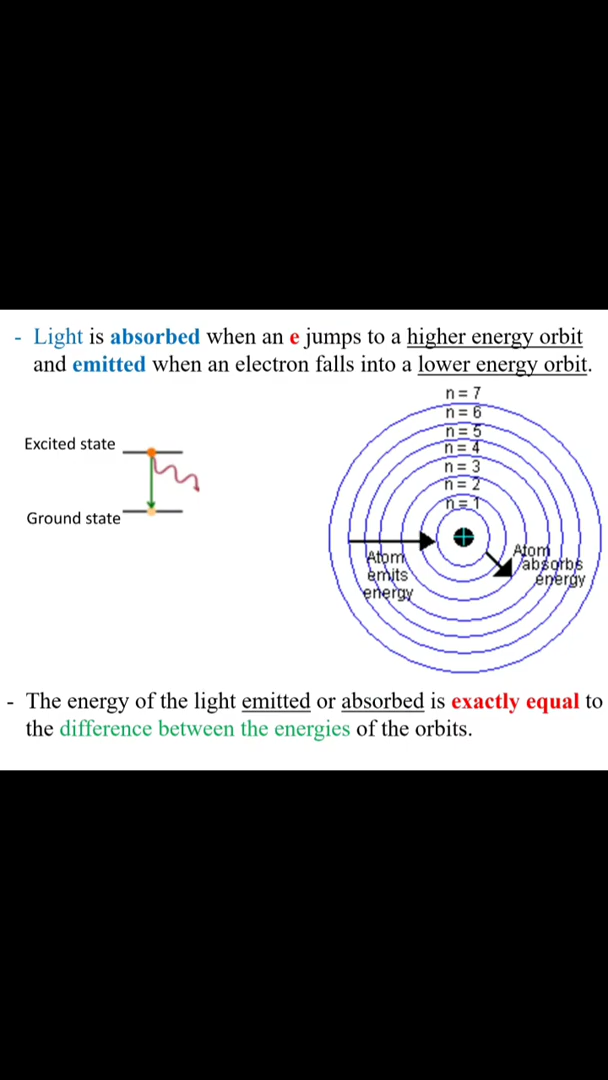 - Light is absorbed when an e jumps to a higher energy orbit
and emitted when an electron falls into a lower energy orbit.
n = 7
n = 6
n = 5
n = 4
n = 3
n = 2
n = 1
Excited state
Ground state
Atom
emits
energy
Atom
absorbs
energy
- The energy of the light emitted or absorbed is exactly equal to
the difference between the energies of the orbits.